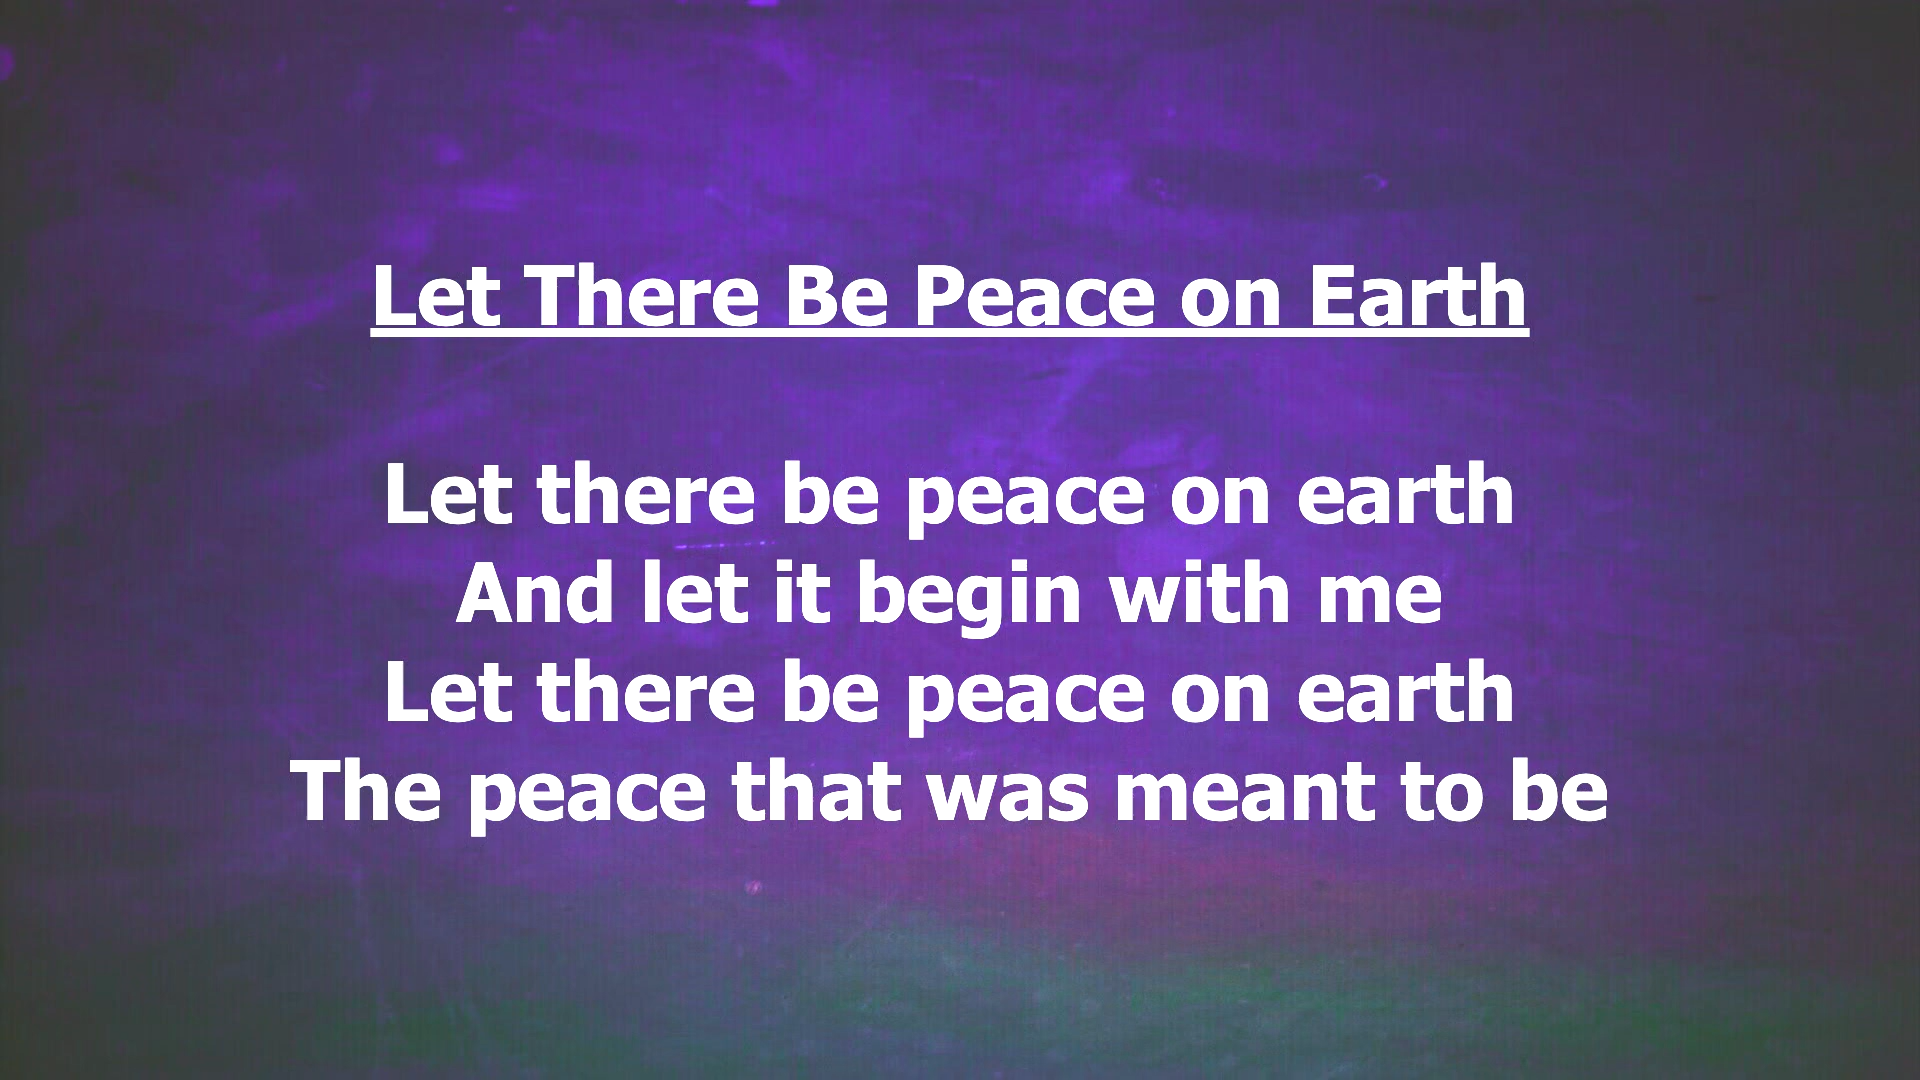 Let There Be Peace on Earth
Let there be peace on earth
And let it begin with me
Let there be peace on earth
The peace that was meant to be